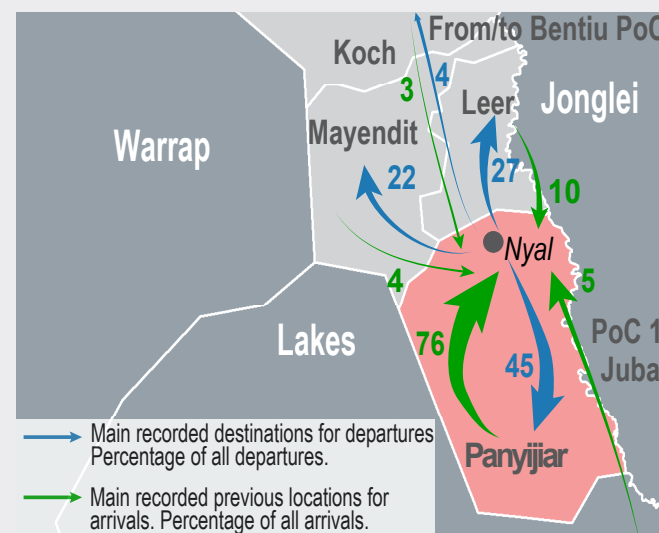 From/to Bentiu PoC
Koch
4
3
Leer
Jonglei
Mayendit
Warrap
22
27
10
Nyal
4
5
Lakes
76
PoC 1
Juba
45
Panyijiar
Main recorded destinations for departures
Percentage of all departures.
Main recorded previous locations for
arrivals. Percentage of all arrivals.